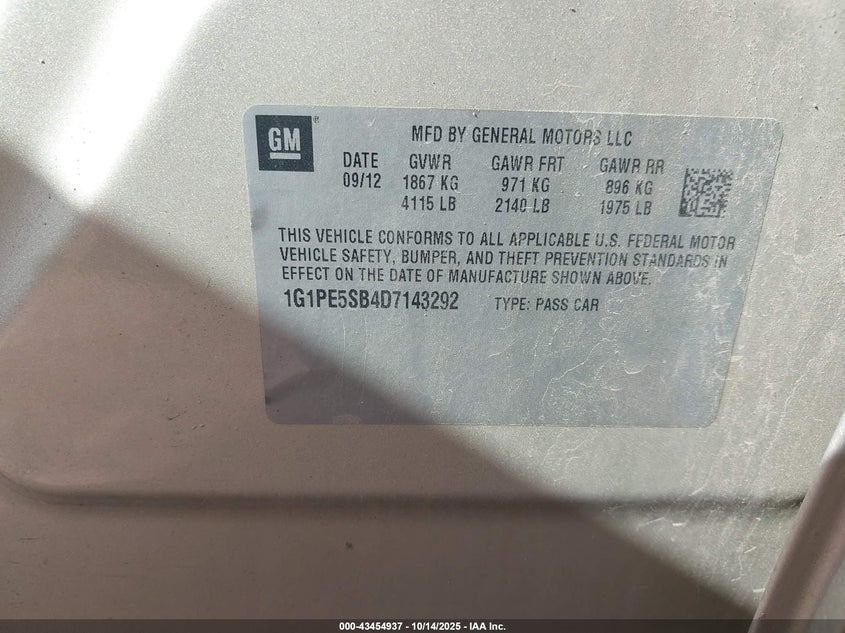 GM®
MFD BY GENERAL MOTORS LLC
DATE GVWR GAWR FRT GAWR RR
09/12 1867 KG 971 KG 896 KG
4115 LB 2140 LB 1975 LB
THIS VEHICLE CONFORMS TO ALL APPLICABLE U.S. FEDERAL MOTOR
VEHICLE SAFETY, BUMPER, AND THEFT PREVENTION STANDARDS IN
EFFECT ON THE DATE OF MANUFACTURE SHOWN ABOVE.
1G1PE5SB4D7143292 TYPE: PASS CAR
000-43454937 - 10/14/2025 - IAA Inc.